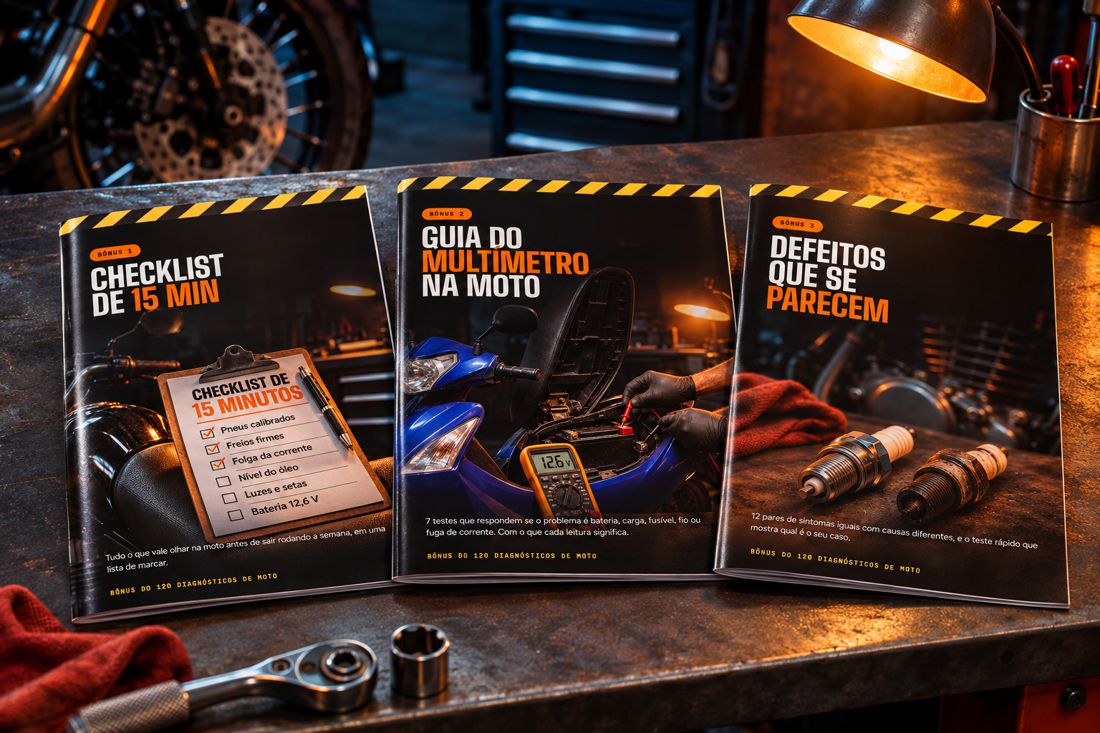 BÔNUS 1
CHECKLIST
DE 15 MIN
CHECKLIST DE
15 MINUTOS
Pneus calibrados
Freios firmes
Folga da corrente
Nível do óleo
Luzes e setas
Bateria 12,6 V
Tudo o que vale olhar na moto antes de sair rodando a semana, em uma
lista de marcar.
BÔNUS DO 120 DIAGNÓSTICOS DE MOTO
BÔNUS 2
GUIA DO
MULTÍMETRO
NA MOTO
12.6 V
7 testes que respondem se o problema é bateria, carga, fusível, fio ou
fuga de corrente. Com o que cada leitura significa.
BÔNUS DO 120 DIAGNÓSTICOS DE MOTO
BÔNUS 3
DEFEITOS
QUE SE
PARECEM
12 pares de sintomas iguais com causas diferentes, e o teste rápido que
mostra qual é o seu caso.
BÔNUS DO 120 DIAGNÓSTICOS DE MOTO